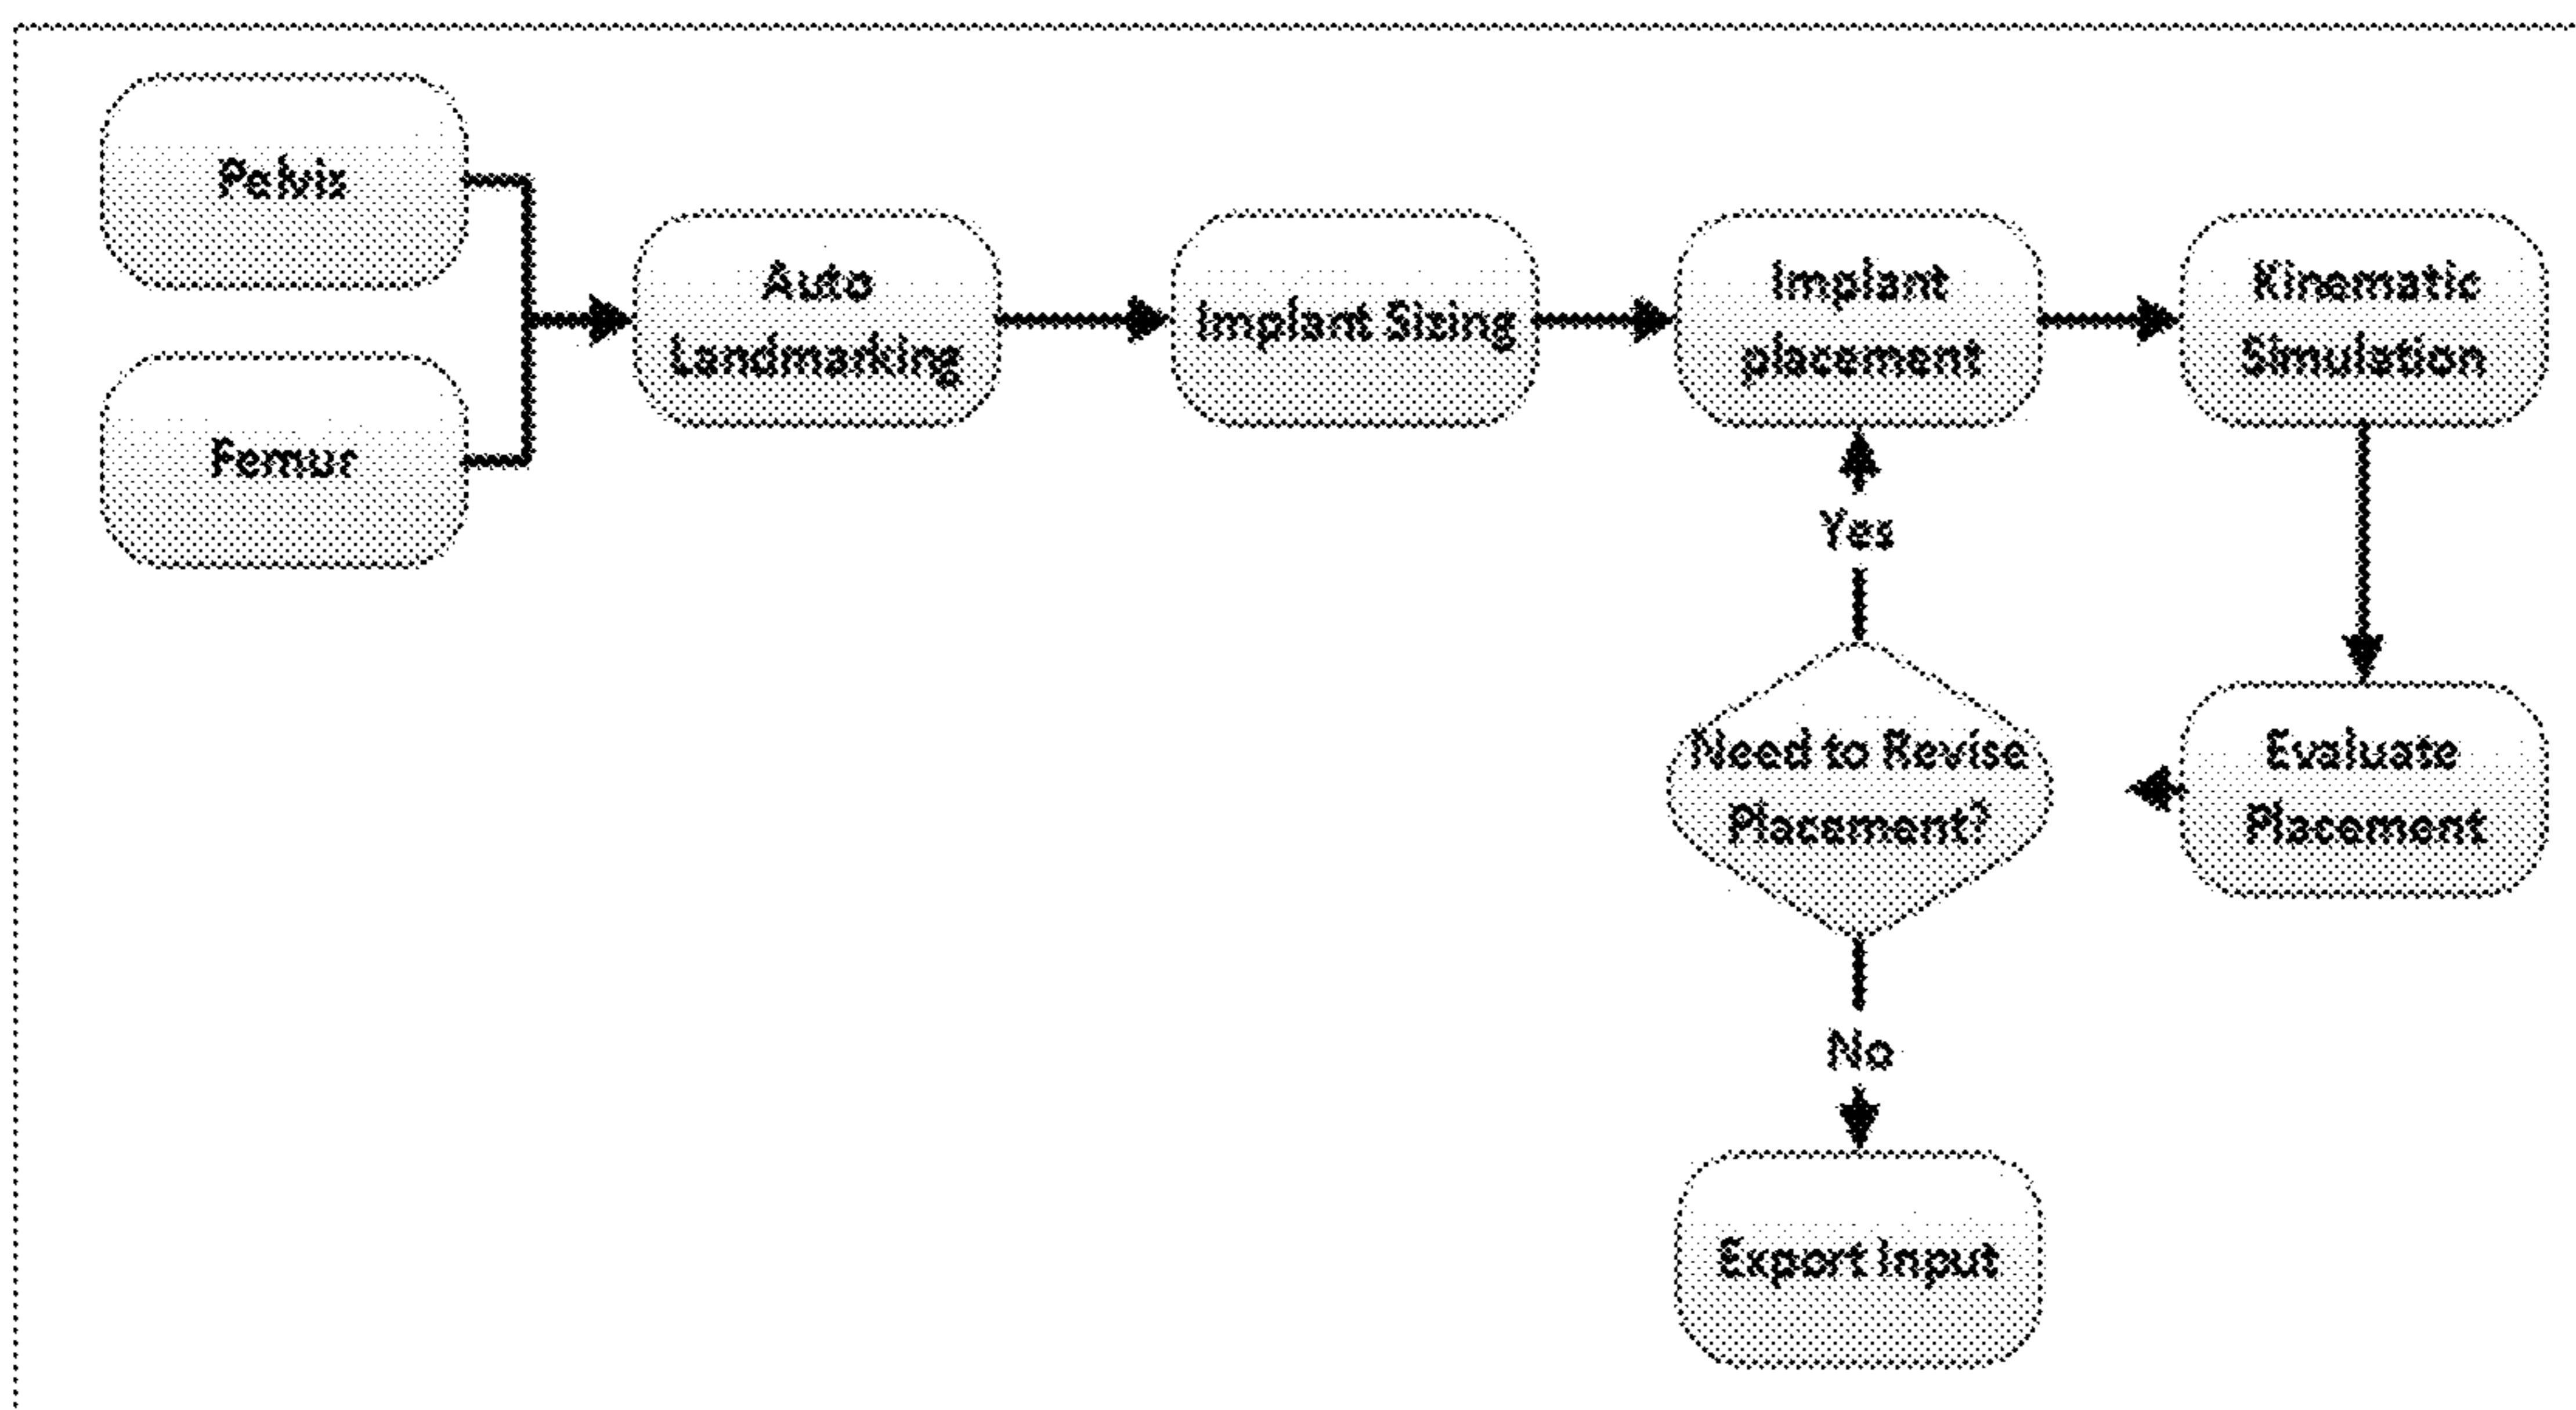 Pelvis
Femur
Auto
Landmarking
Implant Sizing
Implant
placement
Kinematic
Simulation
Yes
Need to Revise
Placement?
Evaluate
Placement
No
Export Input